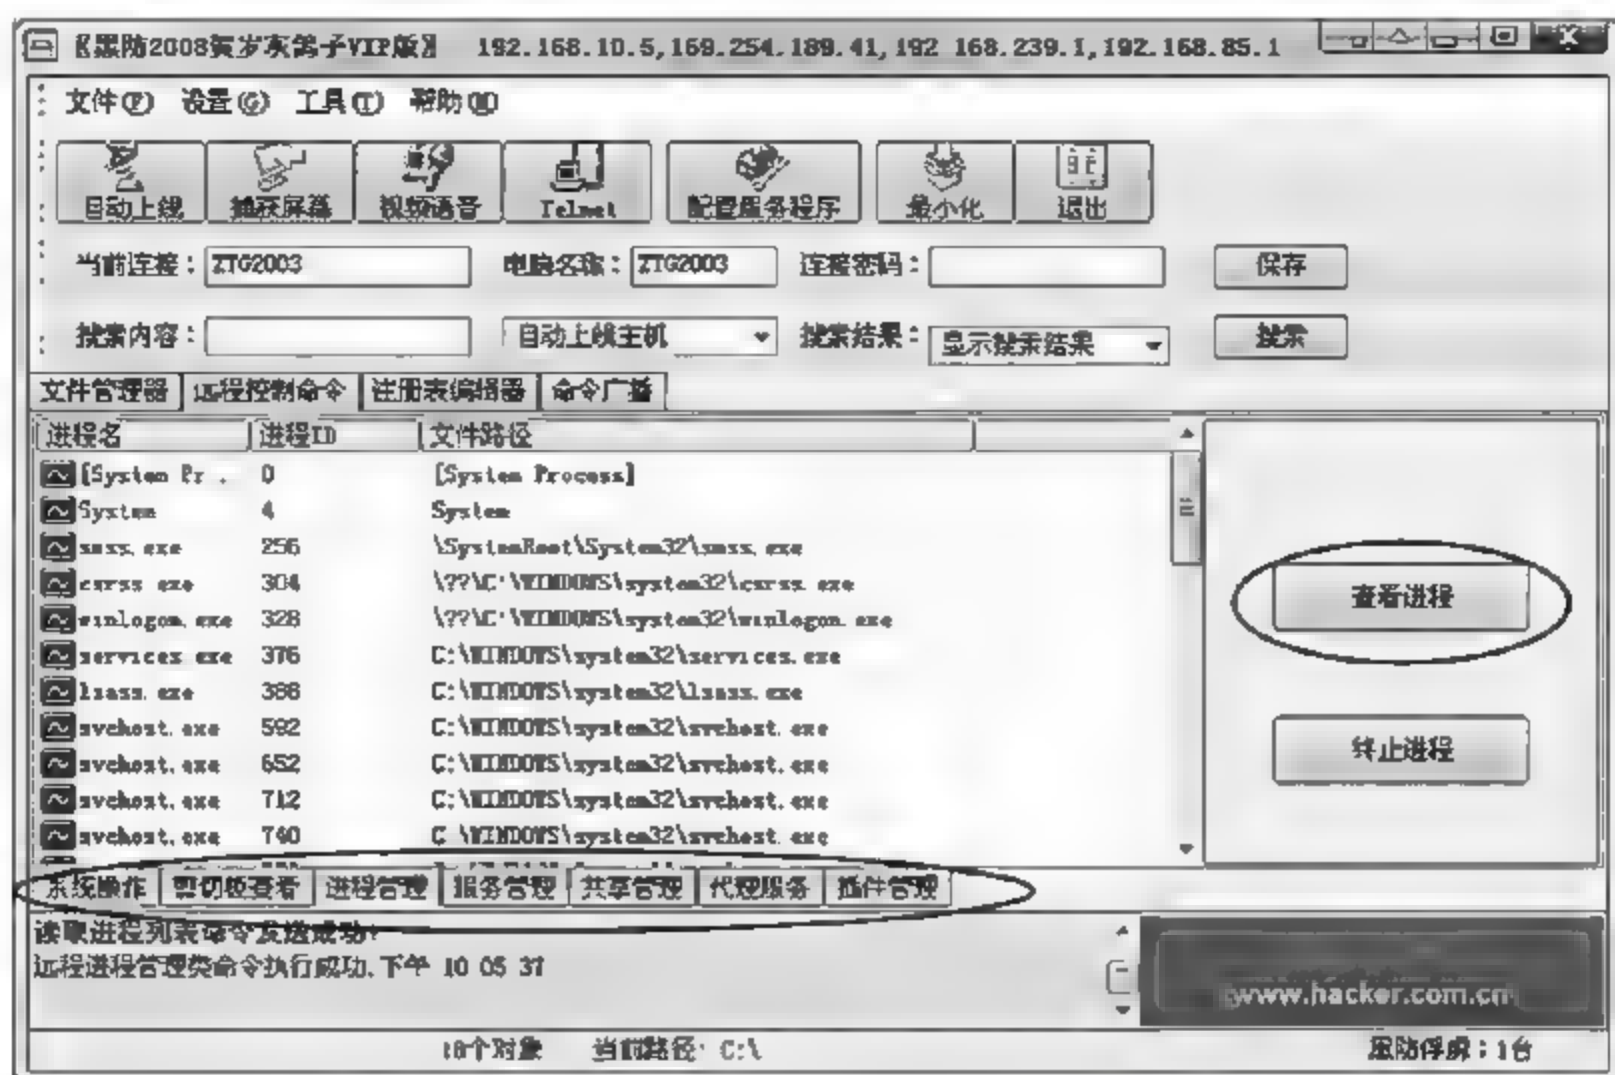 【黑防2008贺岁灰鸽子VIP版】 192.168.10.5,169.254.189.41,192 168.239.1,192.168.85.1
文件(F) 设置(G) 工具(T) 帮助(H)
自动上线 捕获屏幕 视频语音 Telnet 配置服务程序 最小化 退出
当前连接: ZTG2003 电脑名称: ZTG2003 连接密码: 保存
搜索内容: 自动上线主机 搜索结果: 显示搜索结果 搜索
文件管理器 远程控制命令 注册表编辑器 命令广播
进程名 进程ID 文件路径
[System Pr . 0 [System Process]
System 4 System
smss.exe 256 \SystemRoot\System32\smss.exe
csrss exe 304 \??\C:\WINDOWS\system32\csrss exe
winlogon.exe 328 \??\C:\WINDOWS\system32\winlogon exe
services exe 376 C:\WINDOWS\system32\services.exe
lsass.exe 388 C:\WINDOWS\system32\lsass.exe
svchost.exe 592 C:\WINDOWS\system32\svchost.exe
svchost.exe 652 C:\WINDOWS\system32\svchost.exe
svchost.exe 712 C:\WINDOWS\system32\svchost.exe
svchost.exe 740 C \WINDOWS\system32\svchost.exe
查看进程
终止进程
系统操作 剪切板查看 进程管理 服务管理 共享管理 代理服务 插件管理
读取进程列表命令发送成功!
远程进程管理类命令执行成功,下午 10 05 37
www.hacker.com.cn
18个对象 当前路径: C:\ 黑防俘虏:1台